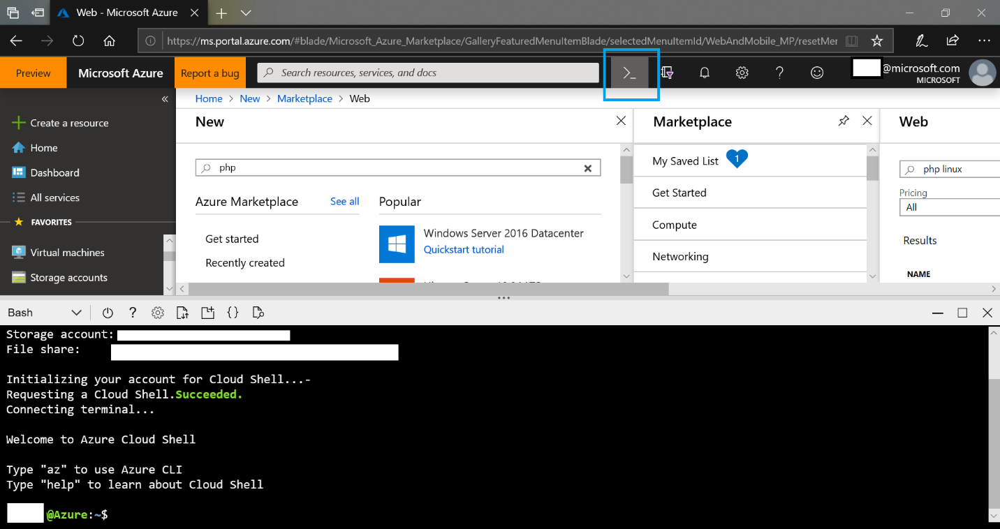 Web - Microsoft Azure
https://ms.portal.azure.com/#blade/Microsoft_Azure_Marketplace/GalleryFeaturedMenuItemBlade/selectedMenuItemId/WebAndMobile_MP/resetMer
Preview
Microsoft Azure
Report a bug
Search resources, services, and docs
@microsoft.com
MICROSOFT
Home > New > Marketplace > Web
Create a resource
Home
Dashboard
All services
FAVORITES
Virtual machines
Storage accounts
New
php
Azure Marketplace
See all
Get started
Recently created
Popular
Windows Server 2016 Datacenter
Quickstart tutorial
Marketplace
My Saved List 1
Get Started
Compute
Networking
Web
php linux
Pricing
All
Results
NAME
Bash
Storage account:
File share:
Initializing your account for Cloud Shell...-
Requesting a Cloud Shell.Succeeded.
Connecting terminal...
Welcome to Azure Cloud Shell
Type "az" to use Azure CLI
Type "help" to learn about Cloud Shell
@Azure:~$